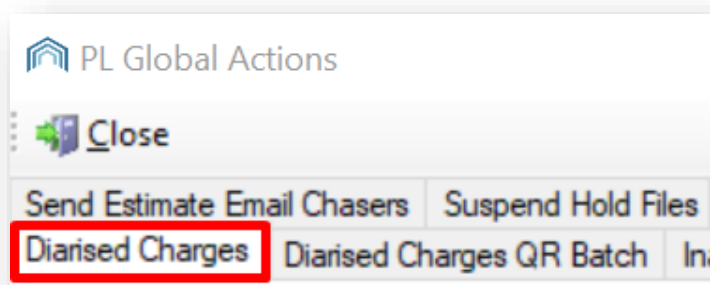 PL Global Actions
Close
Send Estimate Email Chasers Suspend Hold Files
Diarised Charges Diarised Charges QR Batch